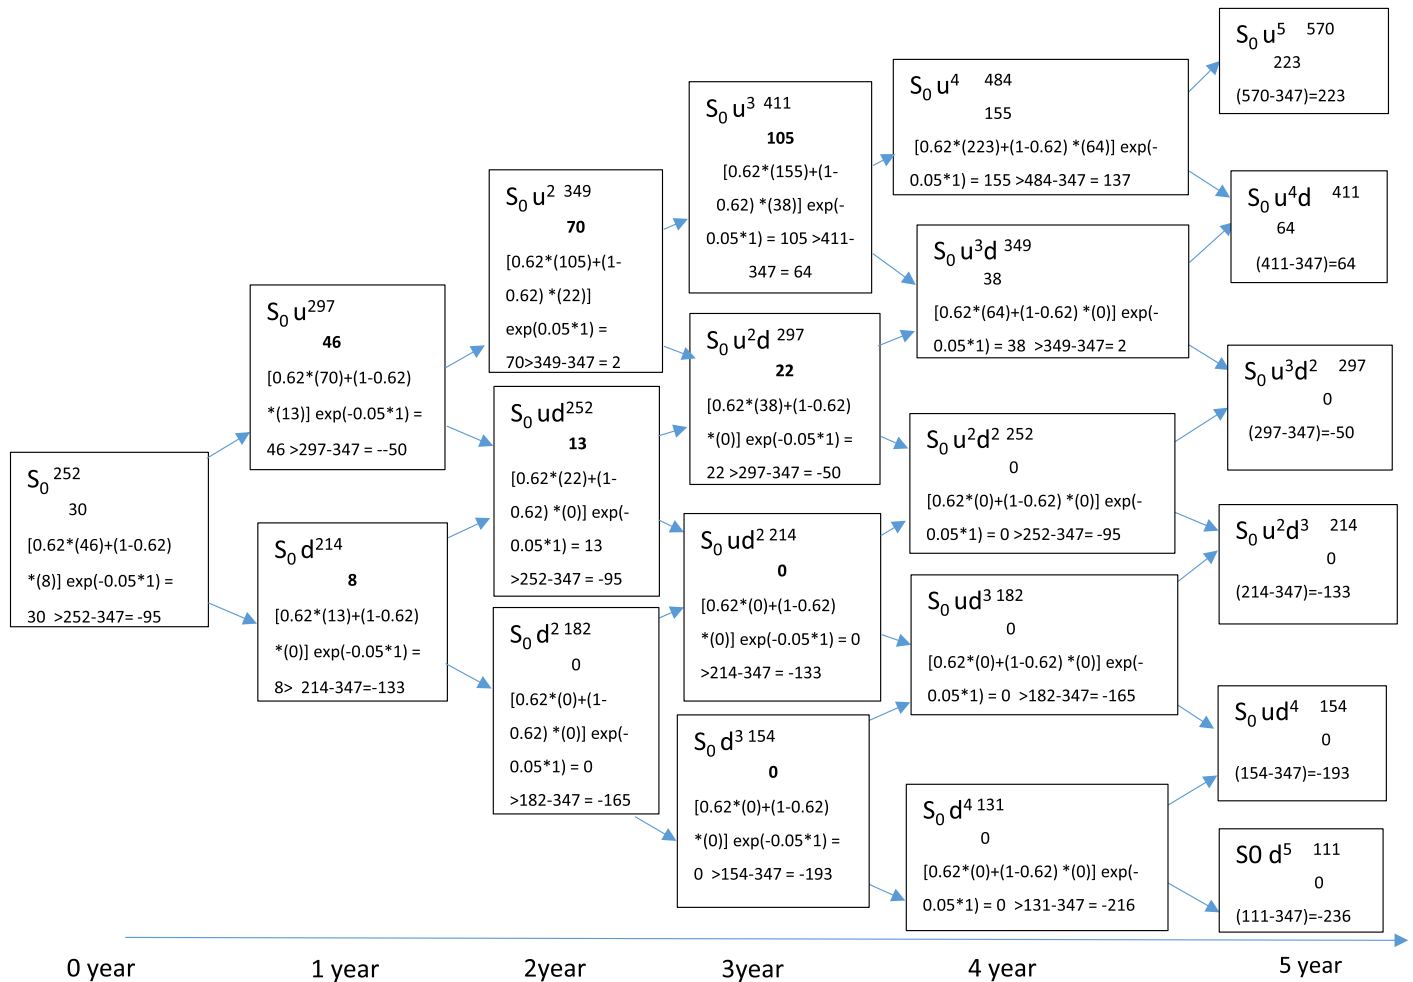 S0 252
30
[0.62*(46)+(1-0.62)
*(8)] exp(-0.05*1) =
30 >252-347= -95
S0 u297
46
[0.62*(70)+(1-0.62)
*(13)] exp(-0.05*1) =
46 >297-347 = --50
S0 d214
8
[0.62*(13)+(1-0.62)
*(0)] exp(-0.05*1) =
8> 214-347=-133
S0 u2 349
70
[0.62*(105)+(1-
0.62) *(22)]
exp(0.05*1) =
70>349-347 = 2
S0 ud252
13
[0.62*(22)+(1-
0.62) *(0)] exp(-
0.05*1) = 13
>252-347 = -95
S0 d2 182
0
[0.62*(0)+(1-
0.62) *(0)] exp(-
0.05*1) = 0
>182-347 = -165
S0 u3 411
105
[0.62*(155)+(1-
0.62) *(38)] exp(-
0.05*1) = 105 >411-
347 = 64
S0 u2d 297
22
[0.62*(38)+(1-0.62)
*(0)] exp(-0.05*1) =
22 >297-347 = -50
S0 ud2 214
0
[0.62*(0)+(1-0.62)
*(0)] exp(-0.05*1) = 0
>214-347 = -133
S0 d3 154
0
[0.62*(0)+(1-0.62)
*(0)] exp(-0.05*1) =
0 >154-347 = -193
S0 u4 484
155
[0.62*(223)+(1-0.62) *(64)] exp(-
0.05*1) = 155 >484-347 = 137
S0 u3d 349
38
[0.62*(64)+(1-0.62) *(0)] exp(-
0.05*1) = 38 >349-347= 2
S0 u2d2 252
0
[0.62*(0)+(1-0.62) *(0)] exp(-
0.05*1) = 0 >252-347= -95
S0 ud3 182
0
[0.62*(0)+(1-0.62) *(0)] exp(-
0.05*1) = 0 >182-347= -165
S0 d4 131
0
[0.62*(0)+(1-0.62) *(0)] exp(-
0.05*1) = 0 >131-347 = -216
S0 u5 570
223
(570-347)=223
S0 u4d 411
64
(411-347)=64
S0 u3d2 297
0
(297-347)=-50
S0 u2d3 214
0
(214-347)=-133
S0 ud4 154
0
(154-347)=-193
S0 d5 111
0
(111-347)=-236
0 year
1 year
2year
3year
4 year
5 year